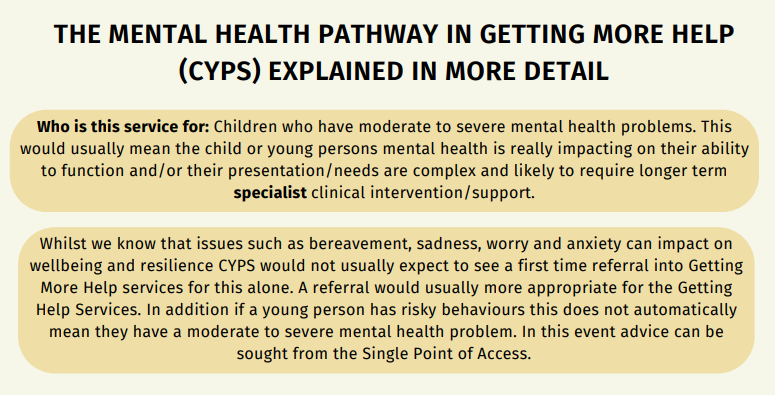 THE MENTAL HEALTH PATHWAY IN GETTING MORE HELP
(CYPS) EXPLAINED IN MORE DETAIL
Who is this service for: Children who have moderate to severe mental health problems. This
would usually mean the child or young persons mental health is really impacting on their ability
to function and/or their presentation/needs are complex and likely to require longer term
specialist clinical intervention/support.
Whilst we know that issues such as bereavement, sadness, worry and anxiety can impact on
wellbeing and resilience CYPS would not usually expect to see a first time referral into Getting
More Help services for this alone. A referral would usually more appropriate for the Getting
Help Services. In addition if a young person has risky behaviours this does not automatically
mean they have a moderate to severe mental health problem. In this event advice can be
sought from the Single Point of Access.